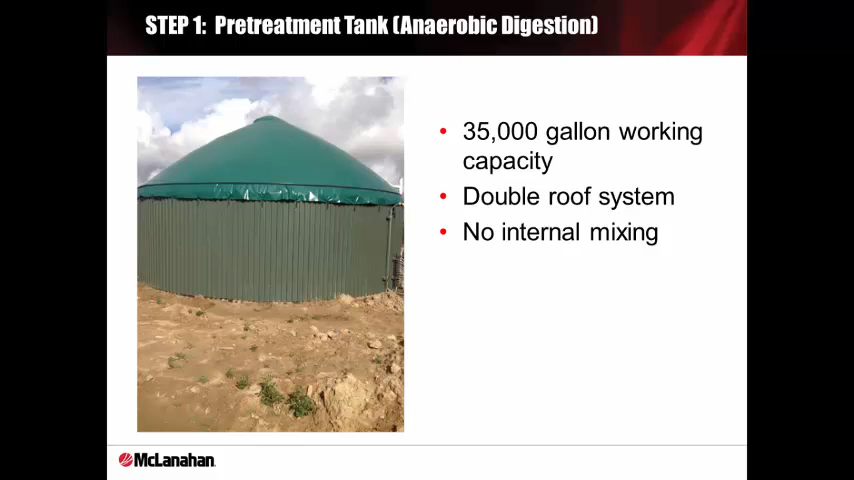 STEP 1: Pretreatment Tank (Anaerobic Digestion)
• 35,000 gallon working
capacity
• Double roof system
• No internal mixing
McLanahan